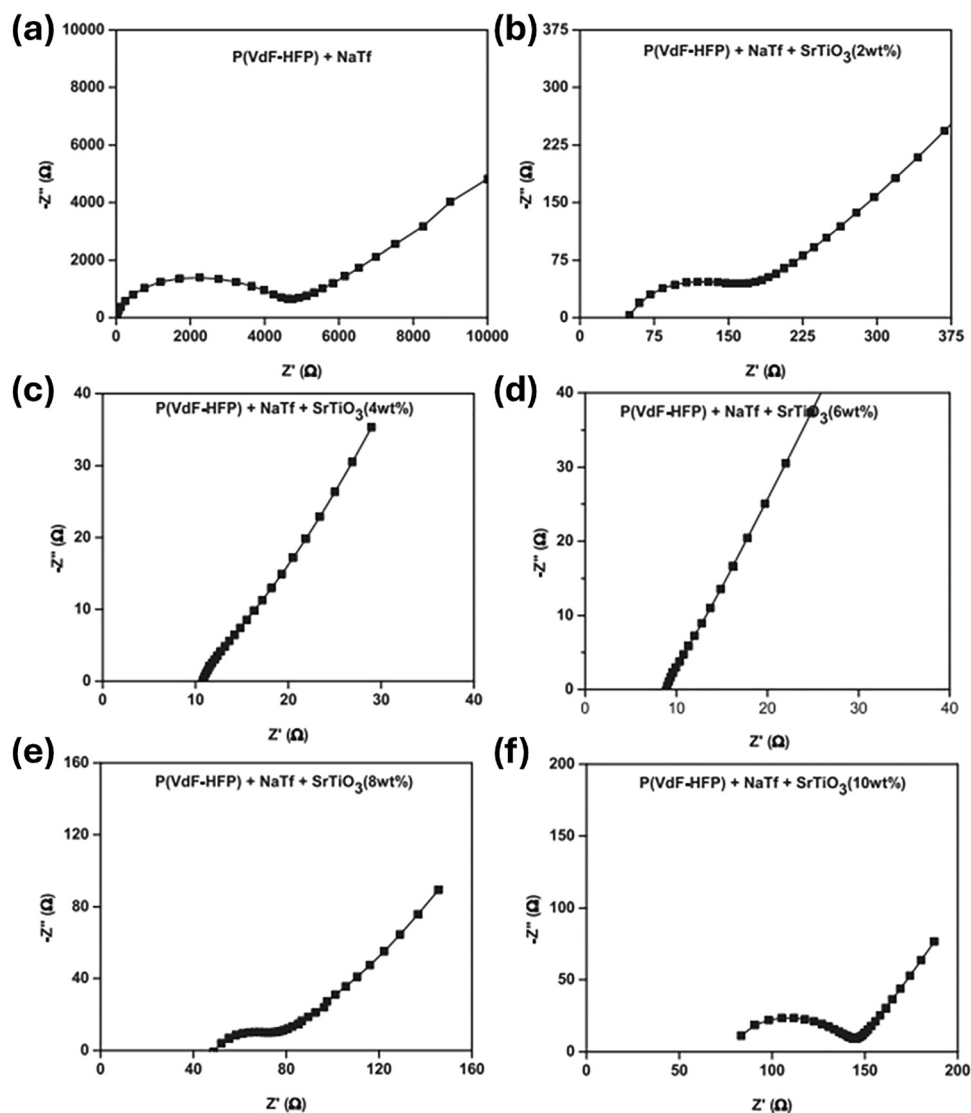 (a)
P(VdF-HFP) + NaTf
10000
8000
6000
4000
2000
0
-Z'' (Ω)
0 2000 4000 6000 8000 10000
Z' (Ω)
(b)
P(VdF-HFP) + NaTf + SrTiO3(2wt%)
375
300
225
150
75
0
-Z'' (Ω)
0 75 150 225 300 375
Z' (Ω)
(c)
P(VdF-HFP) + NaTf + SrTiO3(4wt%)
40
30
20
10
0
-Z'' (Ω)
0 10 20 30 40
Z' (Ω)
(d)
P(VdF-HFP) + NaTf + SrTiO3(6wt%)
40
30
20
10
0
-Z'' (Ω)
0 10 20 30 40
Z' (Ω)
(e)
P(VdF-HFP) + NaTf + SrTiO3(8wt%)
160
120
80
40
0
-Z'' (Ω)
0 40 80 120 160
Z' (Ω)
(f)
P(VdF-HFP) + NaTf + SrTiO3(10wt%)
200
150
100
50
0
-Z'' (Ω)
0 50 100 150 200
Z' (Ω)